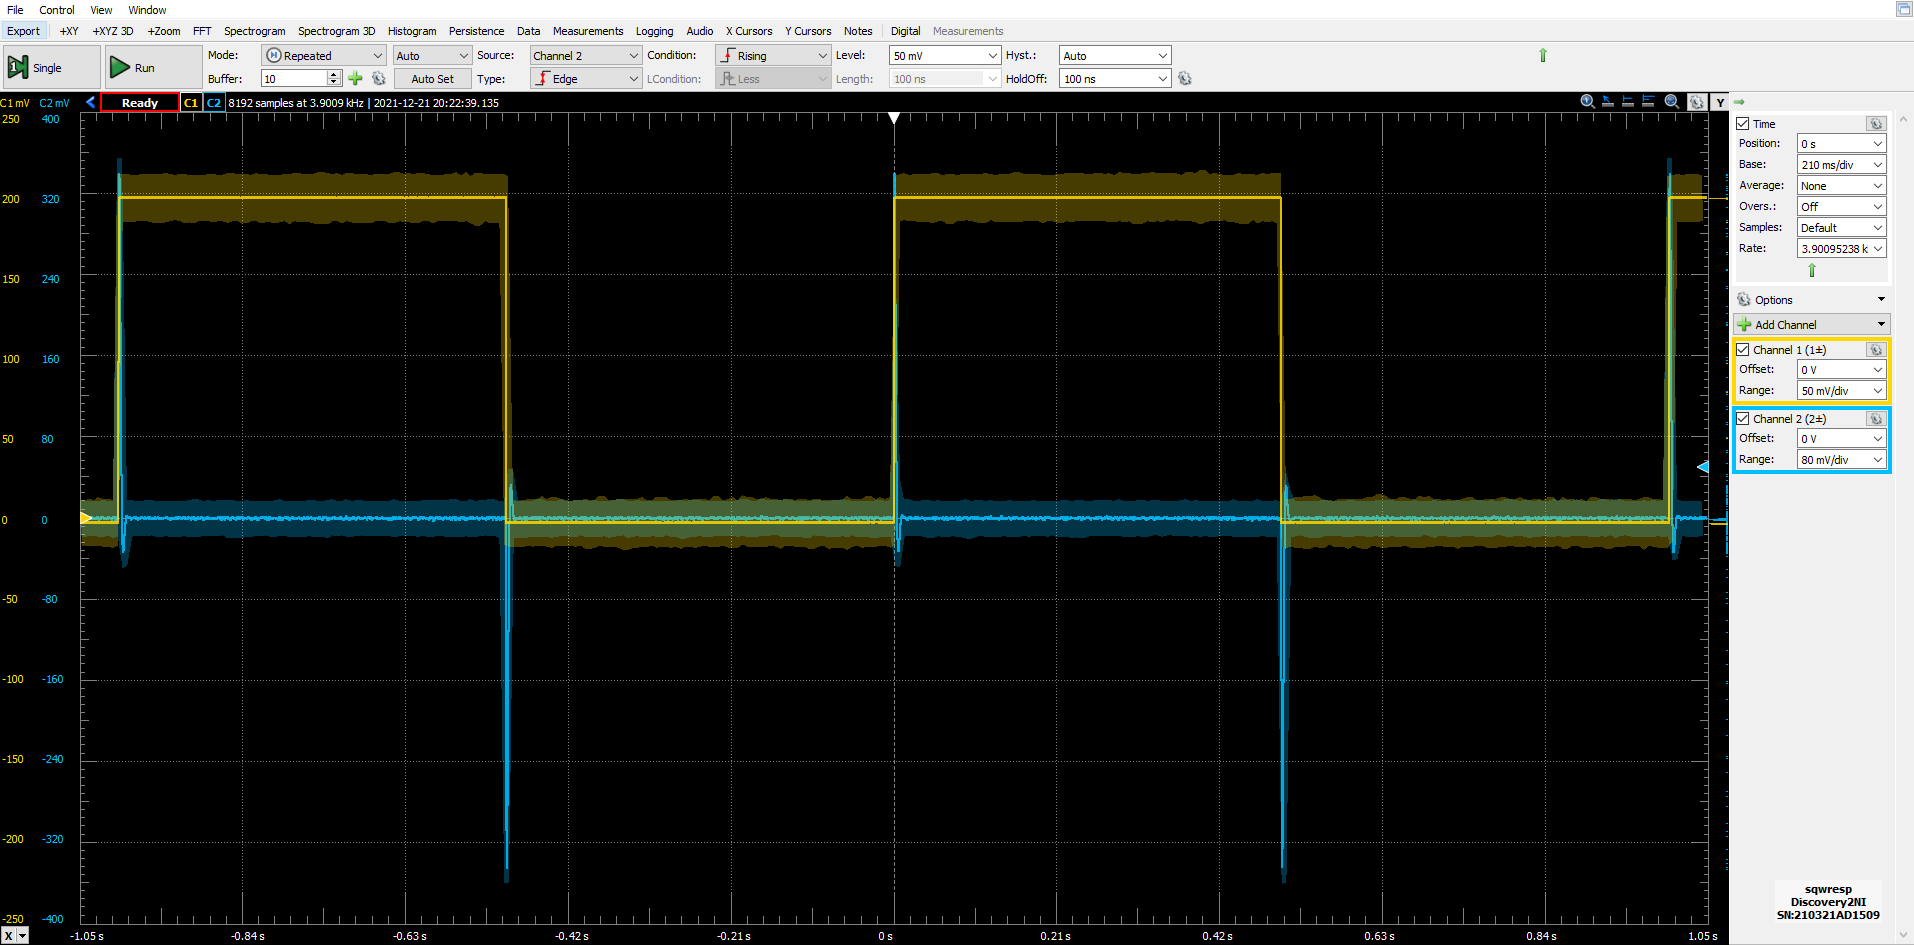 File Control View Window
Export +XY +XYZ 3D +Zoom FFT Spectrogram Spectrogram 3D Histogram Persistence Data Measurements Logging Audio X Cursors Y Cursors Notes Digital Measurements
Single Run Mode: Repeated Auto Source: Channel 2 Condition: Rising Level: 50 mV Hyst.: Auto
Buffer: 10 Auto Set Type: Edge LCondition: Less Length: 100 ns HoldOff: 100 ns
C1 mV C2 mV Ready C1 C2 8192 samples at 3.9009 kHz | 2021-12-21 20:22:39.135 Y
250 400
200 320
150 240
100 160
50 80
0 0
-50 -80
-100 -160
-150 -240
-200 -320
-250 -400
X -1.05 s -0.84 s -0.63 s -0.42 s -0.21 s 0 s 0.21 s 0.42 s 0.63 s 0.84 s 1.05 s
Time
Position: 0 s
Base: 210 ms/div
Average: None
Overs.: Off
Samples: Default
Rate: 3.90095238 k
Options
Add Channel
Channel 1 (1±)
Offset: 0 V
Range: 50 mV/div
Channel 2 (2±)
Offset: 0 V
Range: 80 mV/div
sqwresp
Discovery2NI
SN:210321AD1509